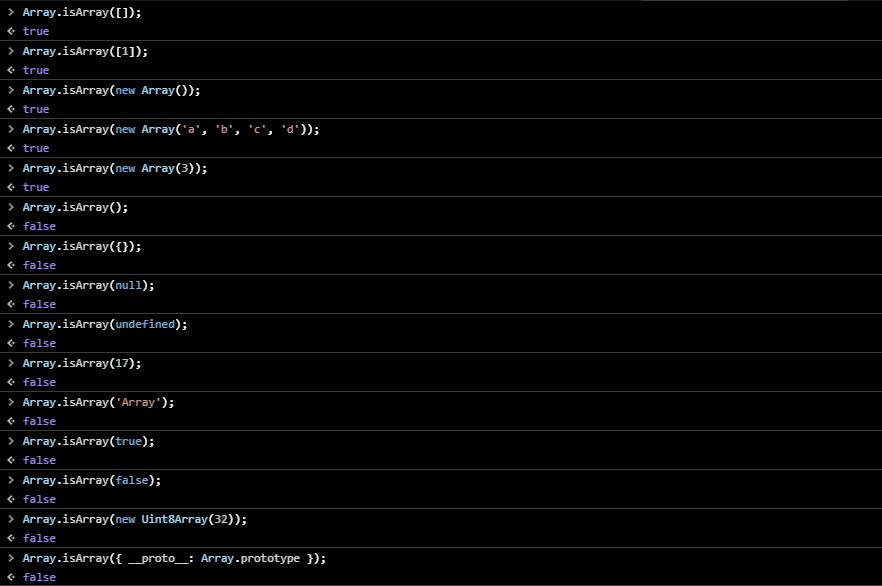 > Array.isArray([]);
true
> Array.isArray([1]);
true
> Array.isArray(new Array());
true
> Array.isArray(new Array('a', 'b', 'c', 'd'));
true
> Array.isArray(new Array(3));
true
> Array.isArray();
false
> Array.isArray({});
false
> Array.isArray(null);
false
> Array.isArray(undefined);
false
> Array.isArray(17);
false
> Array.isArray('Array');
false
> Array.isArray(true);
false
> Array.isArray(false);
false
> Array.isArray(new Uint8Array(32));
false
> Array.isArray({ __proto__: Array.prototype });
false